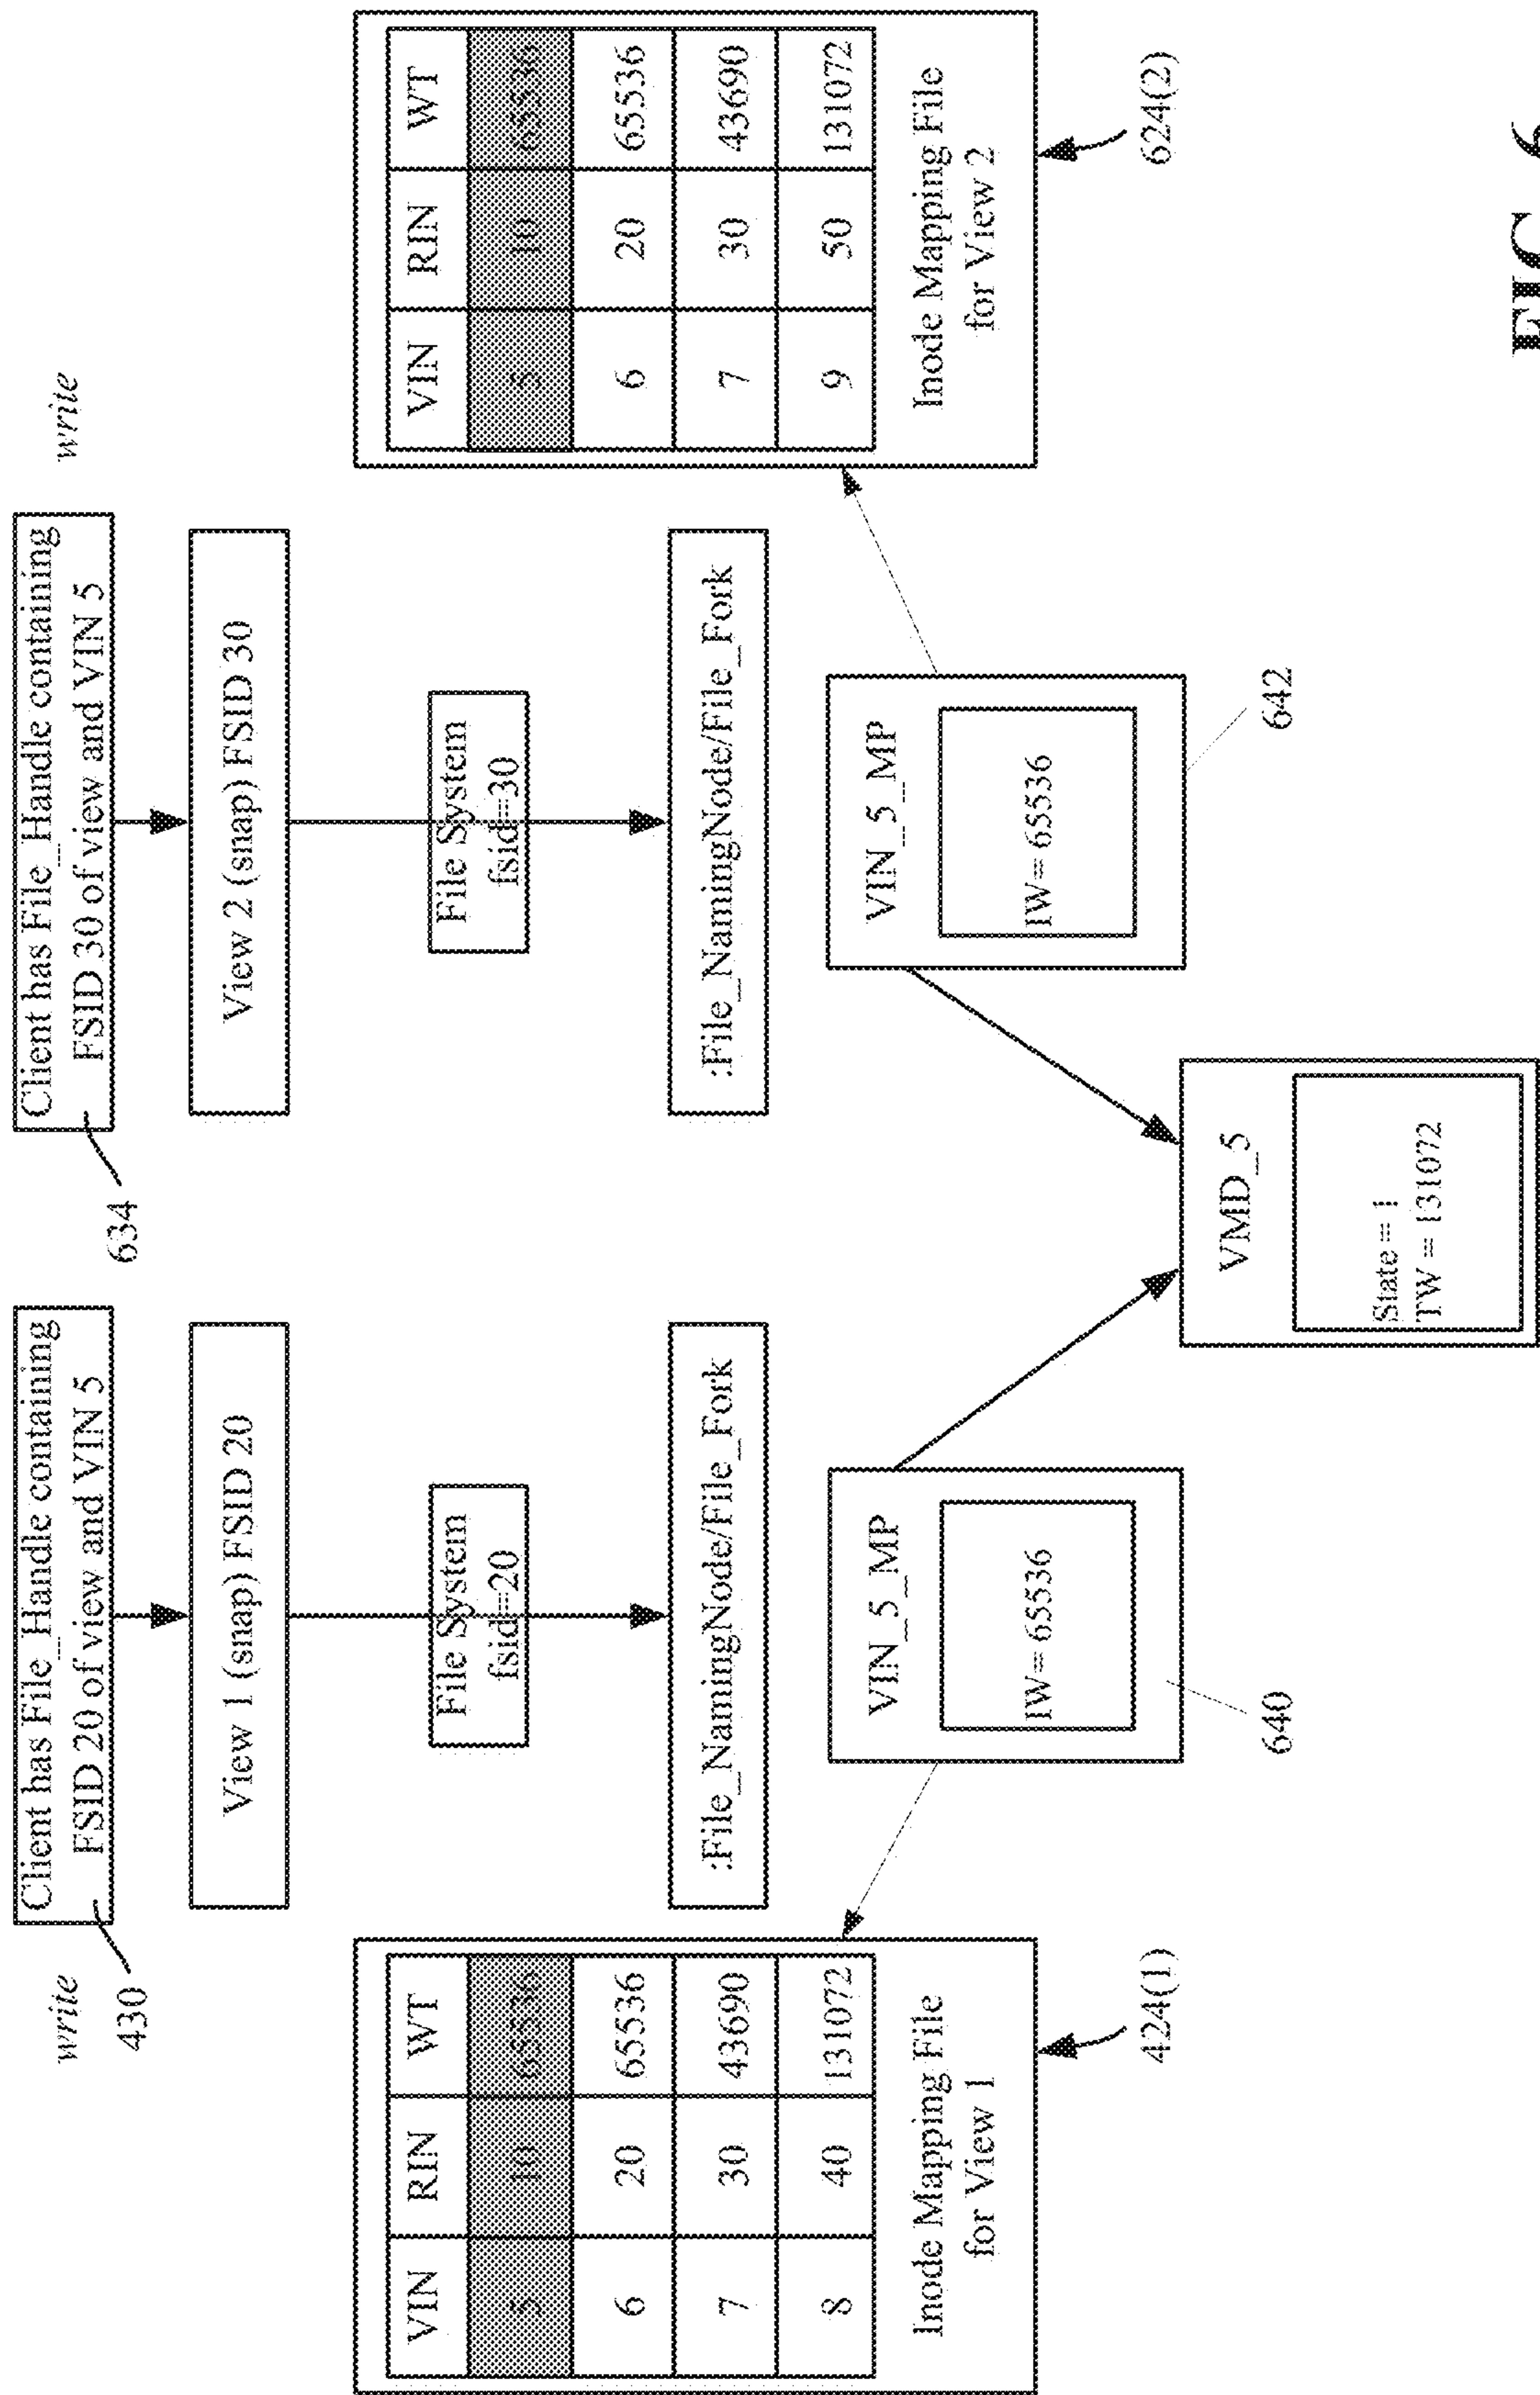 write
430
Client has File_Handle containing
FSID 20 of view and VIN 5
634
Client has File_Handle containing
FSID 30 of view and VIN 5
write
View 1 (snap) FSID 20
View 2 (snap) FSID 30
File System
fsid=20
File System
fsid=30
:File_NamingNode/File_Fork
:File_NamingNode/File_Fork
VIN RIN WT
5 10 65536
6 20 65536
7 30 43690
8 40 131072
Inode Mapping File
for View 1
424(1)
VIN RIN WT
5 10 65536
6 20 65536
7 30 43690
9 50 131072
Inode Mapping File
for View 2
624(2)
VIN_5_MP
IW= 65536
640
VIN_5_MP
IW= 65536
642
VMD_5
State = 1
TW = 131072
FIG. 6